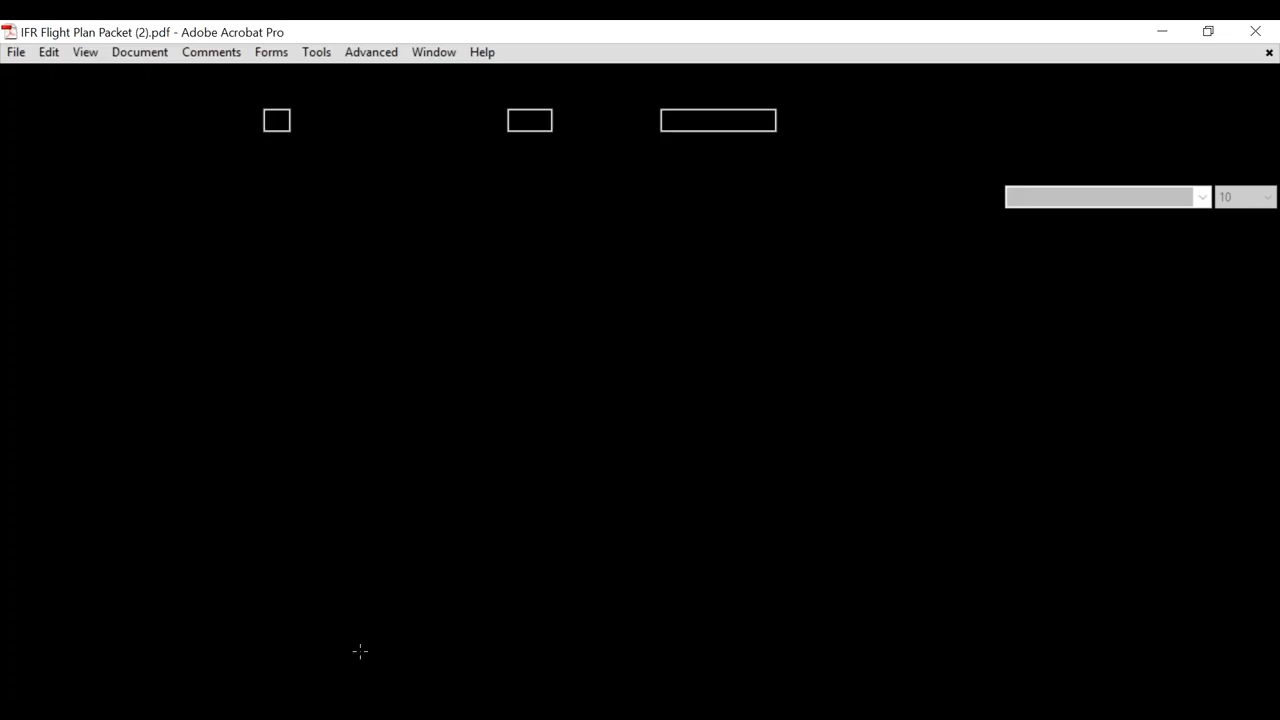 IFR Flight Plan Packet (2).pdf - Adobe Acrobat Pro
File Edit View Document Comments Forms Tools Advanced Window Help
10